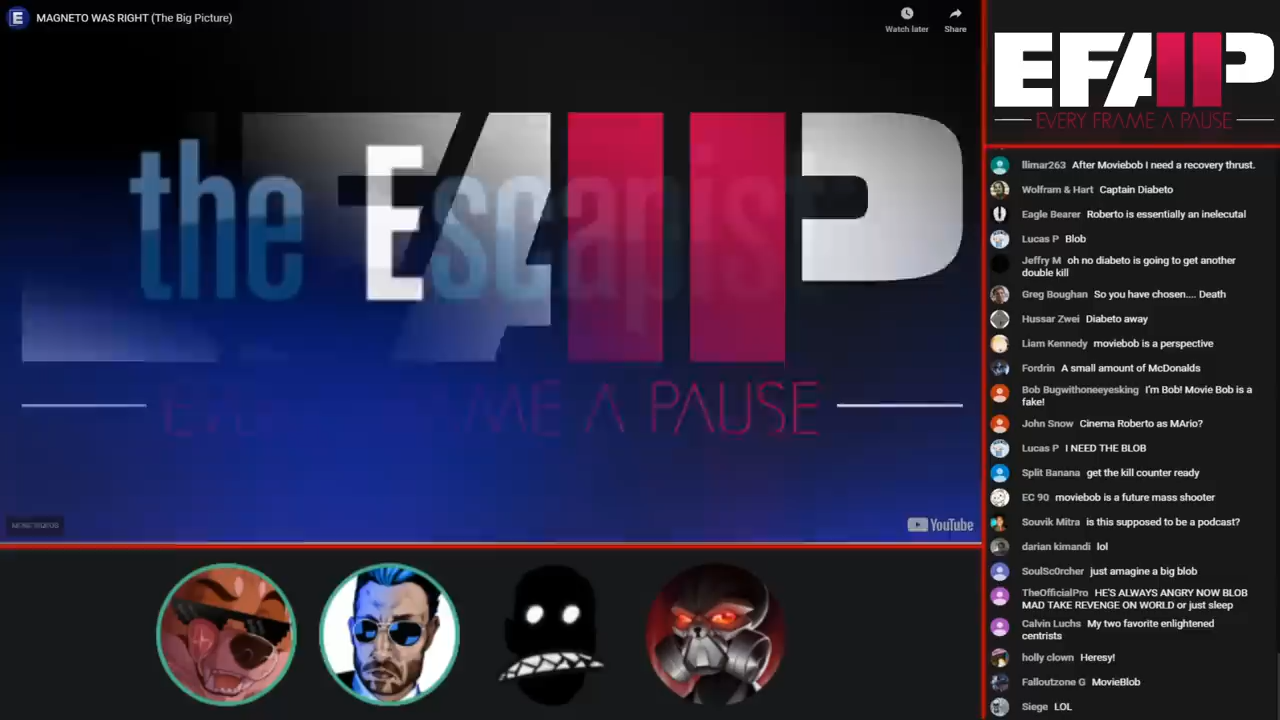 MAGNETO WAS RIGHT (The Big Picture)
Watch later
Share
the Escapist
EFAP
EVERY FRAME A PAUSE
YouTube
EFAP
EVERY FRAME A PAUSE
llimar263 After Moviebob I need a recovery thrust.
Wolfram & Hart Captain Diabeto
Eagle Bearer Roberto is essentially an inelecutal
Lucas P Blob
Jeffry M oh no diabeto is going to get another
double kill
Greg Boughan So you have chosen.... Death
Hussar Zwei Diabeto away
Liam Kennedy moviebob is a perspective
Fordrin A small amount of McDonalds
Bob Bugwithoneeyesking I'm Bob! Movie Bob is a
fake!
John Snow Cinema Roberto as MArio?
Lucas P I NEED THE BLOB
Split Banana get the kill counter ready
EC 90 moviebob is a future mass shooter
Souvik Mitra is this supposed to be a podcast?
darian kimandi lol
SoulSc0rcher just amagine a big blob
TheOfficialPro HE'S ALWAYS ANGRY NOW BLOB
MAD TAKE REVENGE ON WORLD or just sleep
Calvin Luchs My two favorite enlightened
centrists
holly clown Heresy!
Falloutzone G MovieBlob
Siege LOL